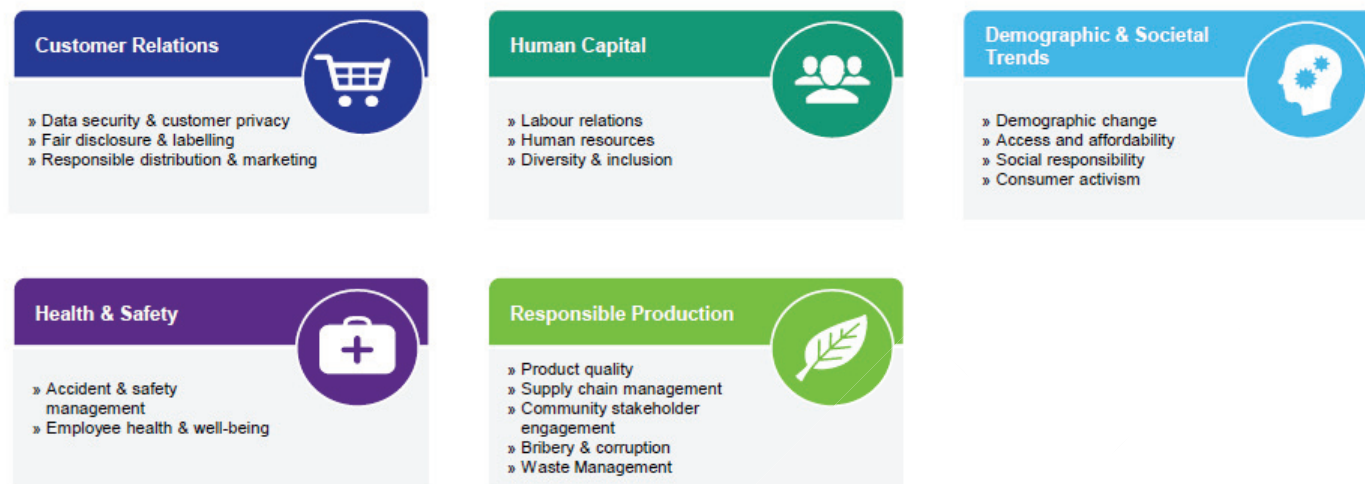 Customer Relations
» Data security & customer privacy
» Fair disclosure & labelling
» Responsible distribution & marketing
Human Capital
» Labour relations
» Human resources
» Diversity & inclusion
Demographic & Societal
Trends
» Demographic change
» Access and affordability
» Social responsibility
» Consumer activism
Health & Safety
» Accident & safety
management
» Employee health & well-being
Responsible Production
» Product quality
» Supply chain management
» Community stakeholder
engagement
» Bribery & corruption
» Waste Management